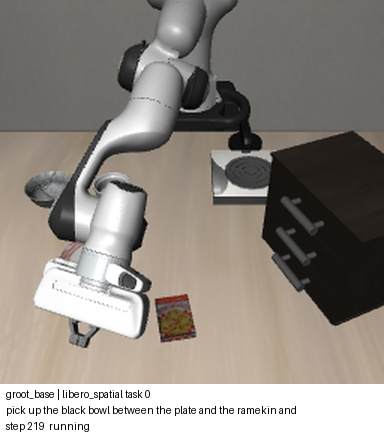 groot_base | libero_spatial task 0
pick up the black bowl between the plate and the ramekin and
step 219 running